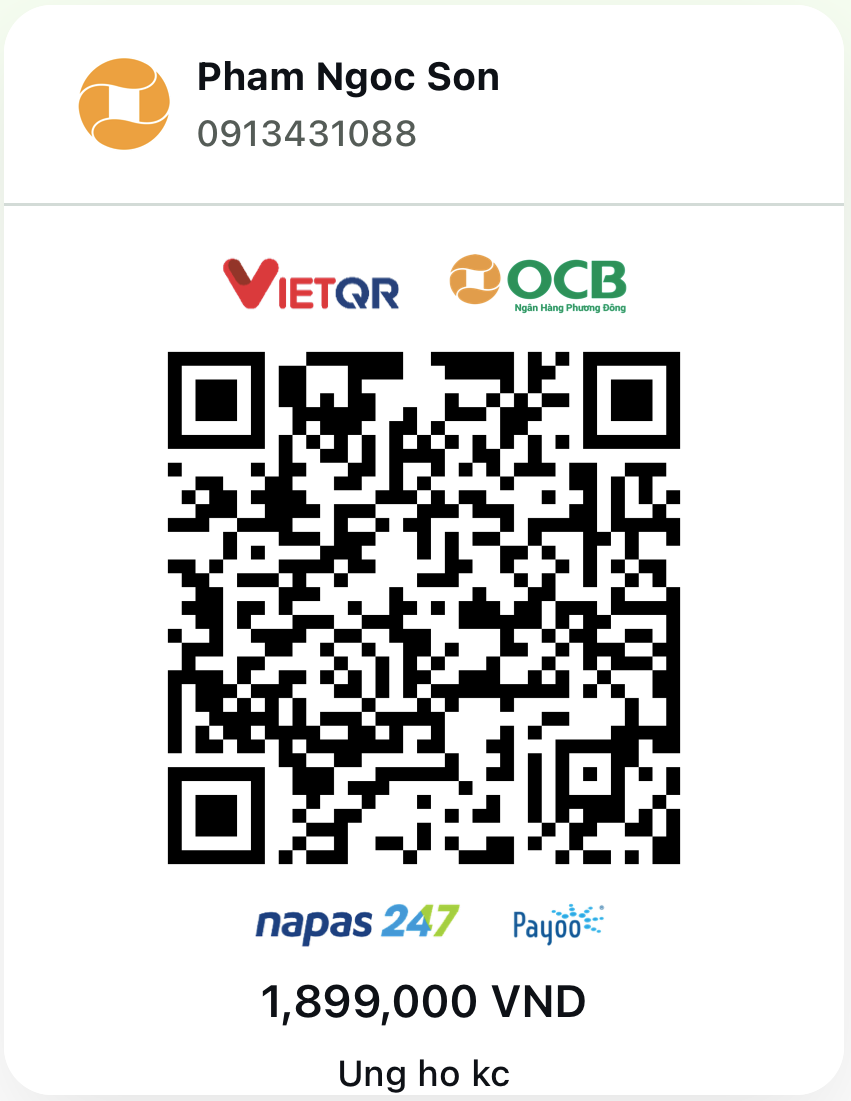 Pham Ngoc Son
0913431088
VIETQR
OCB
Ngân Hàng Phương Đông
napas 247
Payoo
1,899,000 VND
Ung ho kc